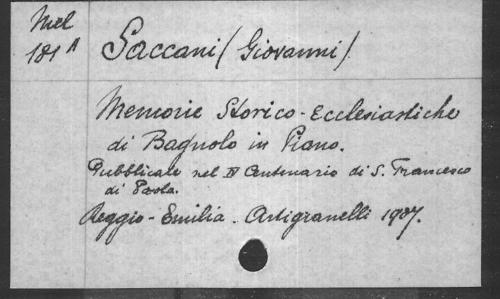 Mel
181 A
Saccani (Giovanni).
Memorie Storico-Ecclesiastiche
di Bagnolo in Piano.
Pubblicate nel IV Centenario di S. Francesco
di Paola.
Reggio-Emilia. Artigianelli 1907.